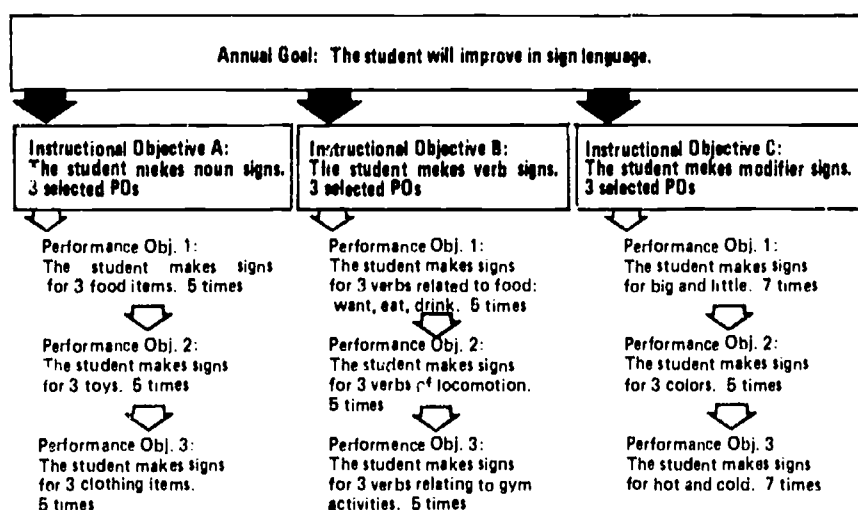 Annual Goal: The student will improve in sign language.
Instructional Objective A:
The student makes noun signs.
3 selected POs
Performance Obj. 1:
The student makes signs
for 3 food items. 5 times
Performance Obj. 2:
The student makes signs
for 3 toys. 5 times
Performance Obj. 3:
The student makes signs
for 3 clothing items.
5 times
Instructional Objective B:
The student makes verb signs.
3 selected POs
Performance Obj. 1:
The student makes signs
for 3 verbs related to food:
want, eat, drink. 5 times
Performance Obj. 2:
The student makes signs
for 3 verbs of locomotion.
5 times
Performance Obj. 3:
The student makes signs
for 3 verbs relating to gym
activities. 5 times
Instructional Objective C:
The student makes modifier signs.
3 selected POs
Performance Obj. 1:
The student makes signs
for big and little. 7 times
Performance Obj. 2:
The student makes signs
for 3 colors. 5 times
Performance Obj. 3
The student makes signs
for hot and cold. 7 times